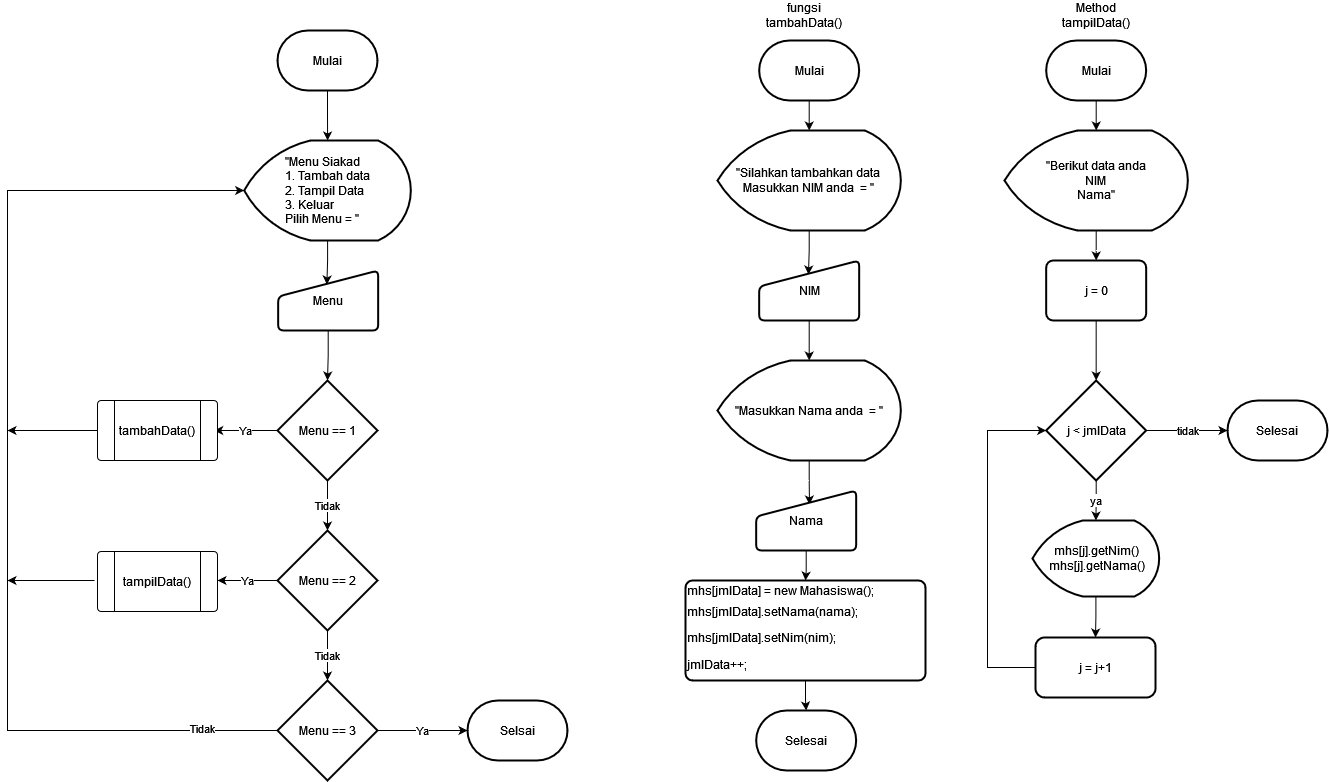 Mulai
"Menu Siakad
1. Tambah data
2. Tampil Data
3. Keluar
Pilih Menu = "
Menu
Menu == 1
Ya
tambahData()
Tidak
Menu == 2
Ya
tampilData()
Tidak
Menu == 3
Tidak
Ya
Selsai
fungsi
tambahData()
Mulai
"Silahkan tambahkan data
Masukkan NIM anda = "
NIM
"Masukkan Nama anda = "
Nama
mhs[jmlData] = new Mahasiswa();
mhs[jmlData].setNama(nama);
mhs[jmlData].setNim(nim);
jmlData++;
Selesai
Method
tampilData()
Mulai
"Berikut data anda
NIM
Nama"
j = 0
j < jmlData
tidak
Selesai
ya
mhs[j].getNim()
mhs[j].getNama()
j = j+1